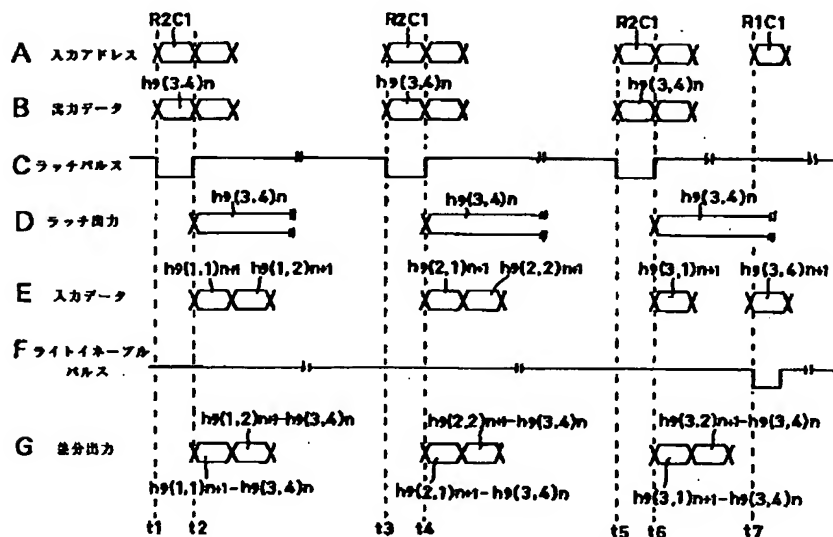 R2C1 R2C1 R2C1 R1C1
A 入力アドレス
h9(3,4)n h9(3,4)n h9(3,4)n
B 出力データ
C ラッチパルス
h9(3,4)n h9(3,4)n h9(3,4)n
D ラッチ出力
h9(1,1)n+1 h9(1,2)n+1 h9(2,1)n+1 h9(2,2)n+1 h9(3,1)n+1 h9(3,4)n+1
E 入力データ
F ライトイネーブル
パルス
h9(1,2)n+1-h9(3,4)n h9(2,2)n+1-h9(3,4)n h9(3,2)n+1-h9(3,4)n
G 差分出力
h9(1,1)n+1-h9(3,4)n h9(2,1)n+1-h9(3,4)n h9(3,1)n+1-h9(3,4)n
t1 t2 t3 t4 t5 t6 t7